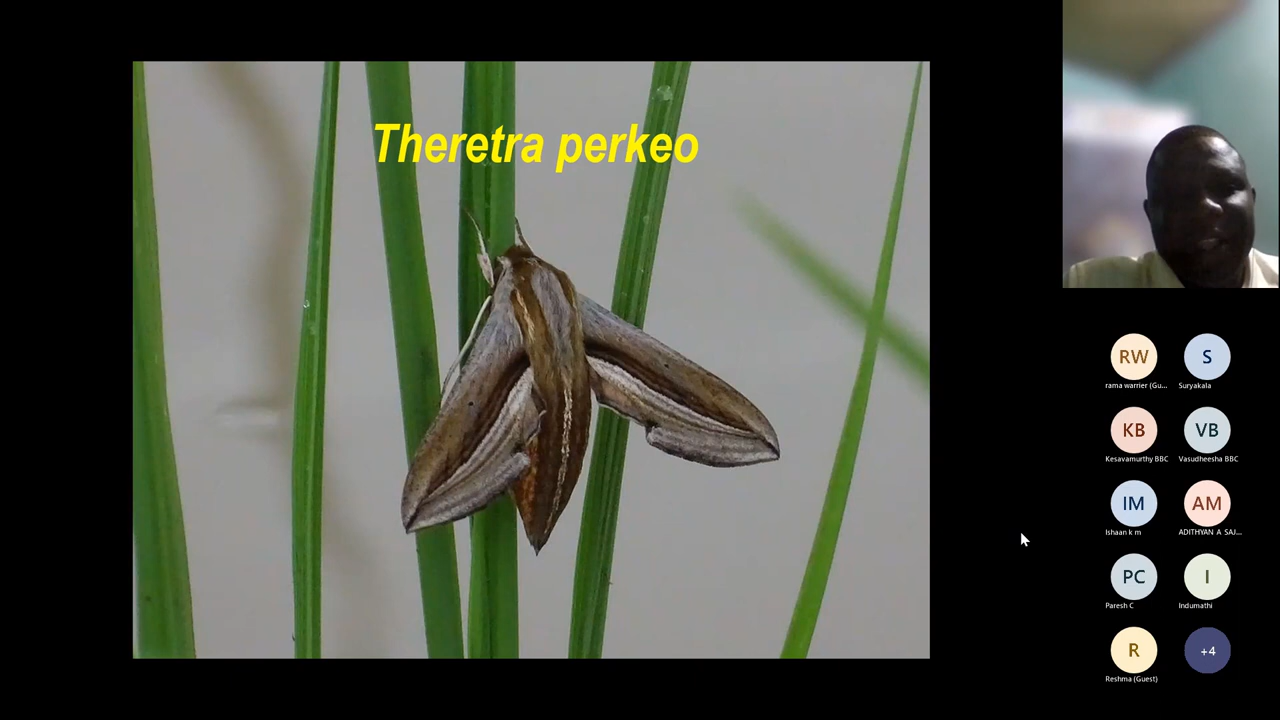 Theretra perkeo
RW
S
rama warrier (Gu...
Suryakala
KB
VB
Kesavamurthy BBC
Vasudheesha BBC
IM
AM
Ishaan k m
ADITHYAN A SAJ...
PC
I
Paresh C
Indumathi
R
+4
Reshma (Guest)